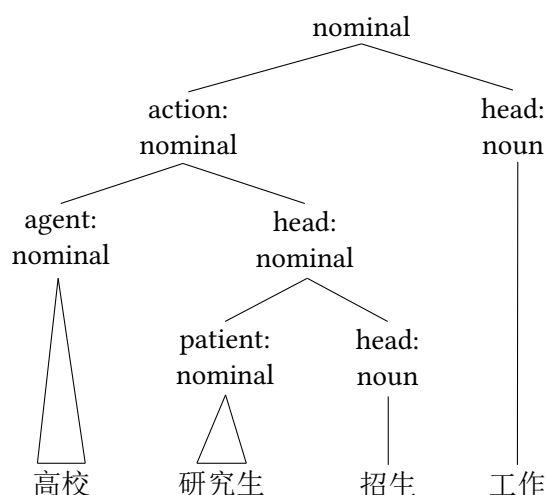 nominal
action: head:
nominal noun
agent: head:
nominal nominal
patient: head:
nominal noun
高校 研究生 招生 工作